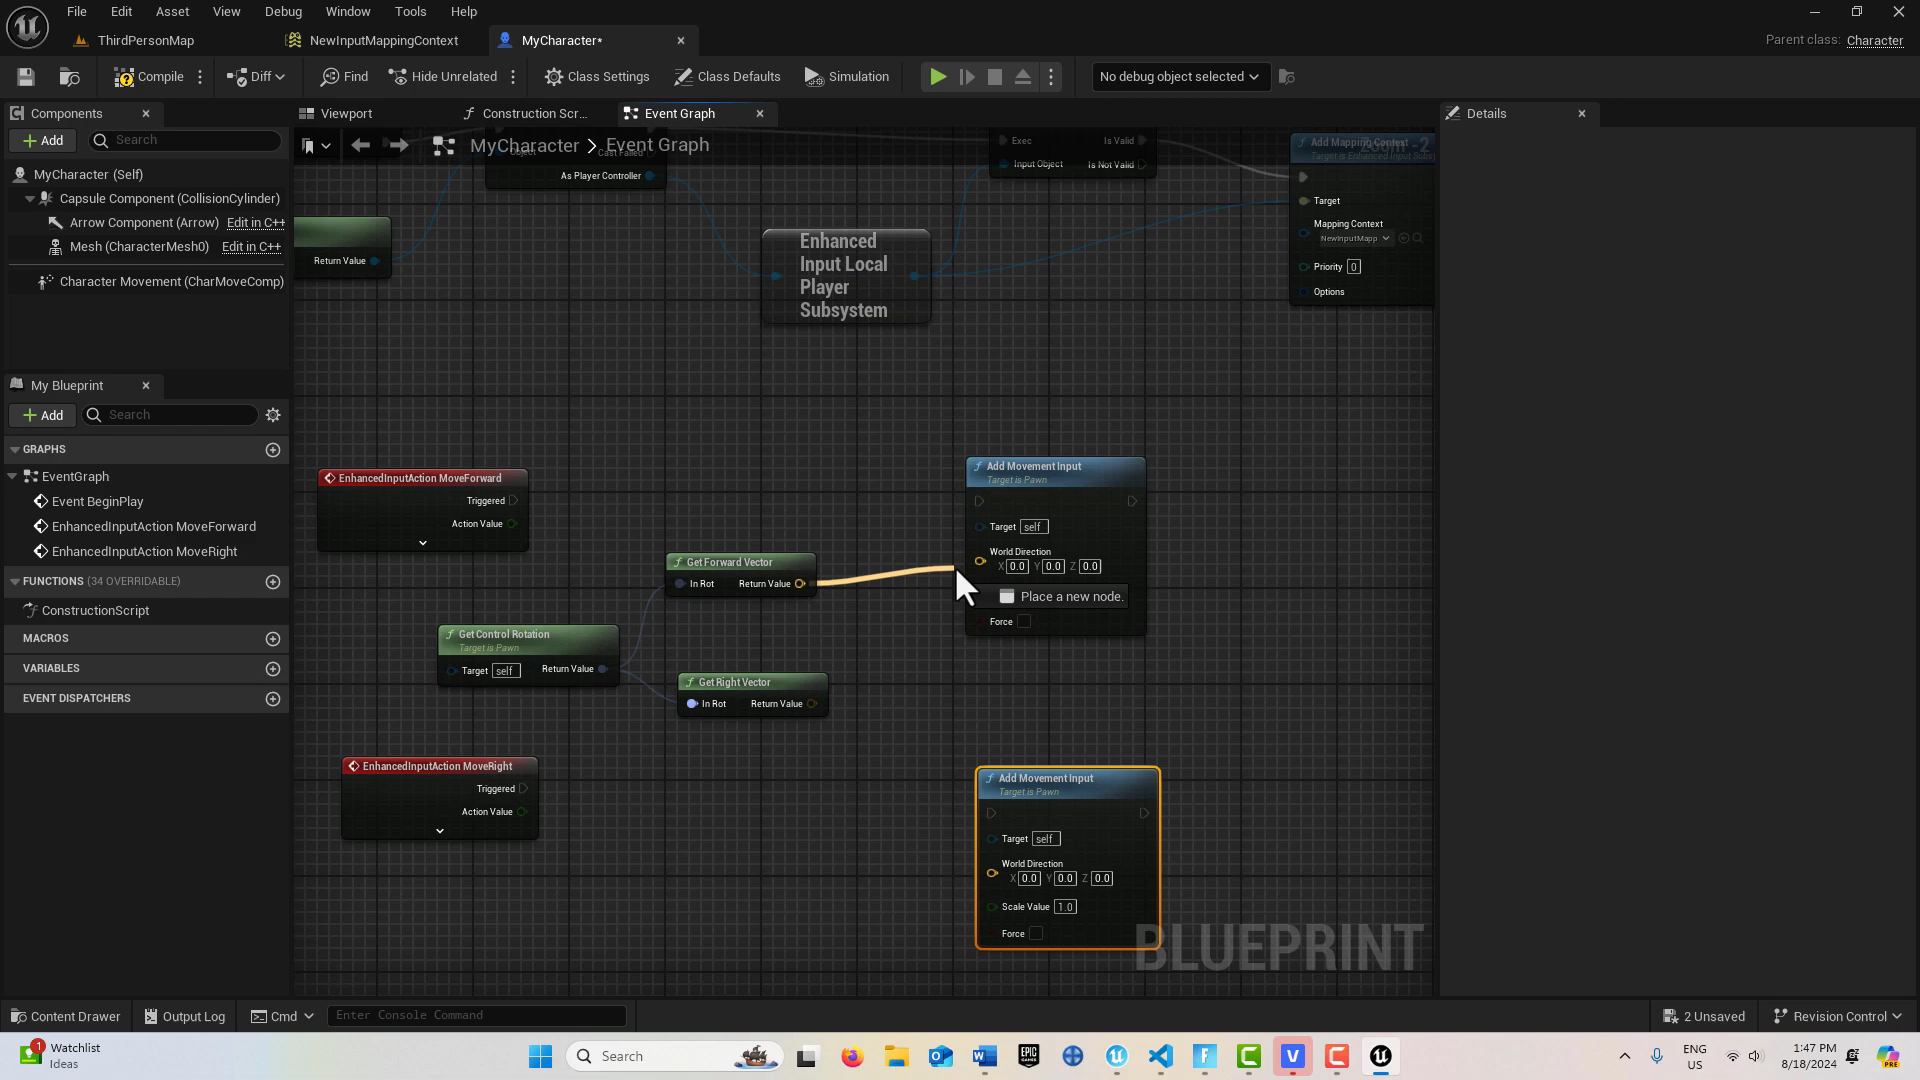 File Edit Asset View Debug Window Tools Help
ThirdPersonMap NewInputMappingContext MyCharacter* Parent class: Character
Compile Diff Find Hide Unrelated Class Settings Class Defaults Simulation No debug object selected
Components Viewport Construction Scr... Event Graph Details
Add Search
MyCharacter > Event Graph
MyCharacter (Self)
Capsule Component (CollisionCylinder)
Arrow Component (Arrow) Edit in C++
Mesh (CharacterMesh0) Edit in C++
Character Movement (CharMoveComp)
Object Cast Failed
As Player Controller
Exec Is Valid
Input Object Is Not Valid
Add Mapping Context
Zoom -2
Target
Mapping Context
NewInputMapp
Priority 0
Options
Return Value
Enhanced
Input Local
Player
Subsystem
My Blueprint
Add Search
GRAPHS
EventGraph
Event BeginPlay
EnhancedInputAction MoveForward
EnhancedInputAction MoveRight
FUNCTIONS (34 OVERRIDABLE)
ConstructionScript
MACROS
VARIABLES
EVENT DISPATCHERS
EnhancedInputAction MoveForward
Triggered
Action Value
Get Forward Vector
In Rot Return Value
Get Control Rotation
Target is Pawn
Target self Return Value
Get Right Vector
In Rot Return Value
Add Movement Input
Target is Pawn
Target self
World Direction
X 0.0 Y 0.0 Z 0.0
Place a new node.
Force
EnhancedInputAction MoveRight
Triggered
Action Value
Add Movement Input
Target is Pawn
Target self
World Direction
X 0.0 Y 0.0 Z 0.0
Scale Value 1.0
Force
BLUEPRINT
Content Drawer Output Log Cmd Enter Console Command 2 Unsaved Revision Control
1 Watchlist
Ideas
Search
ENG
US
1:47 PM
8/18/2024